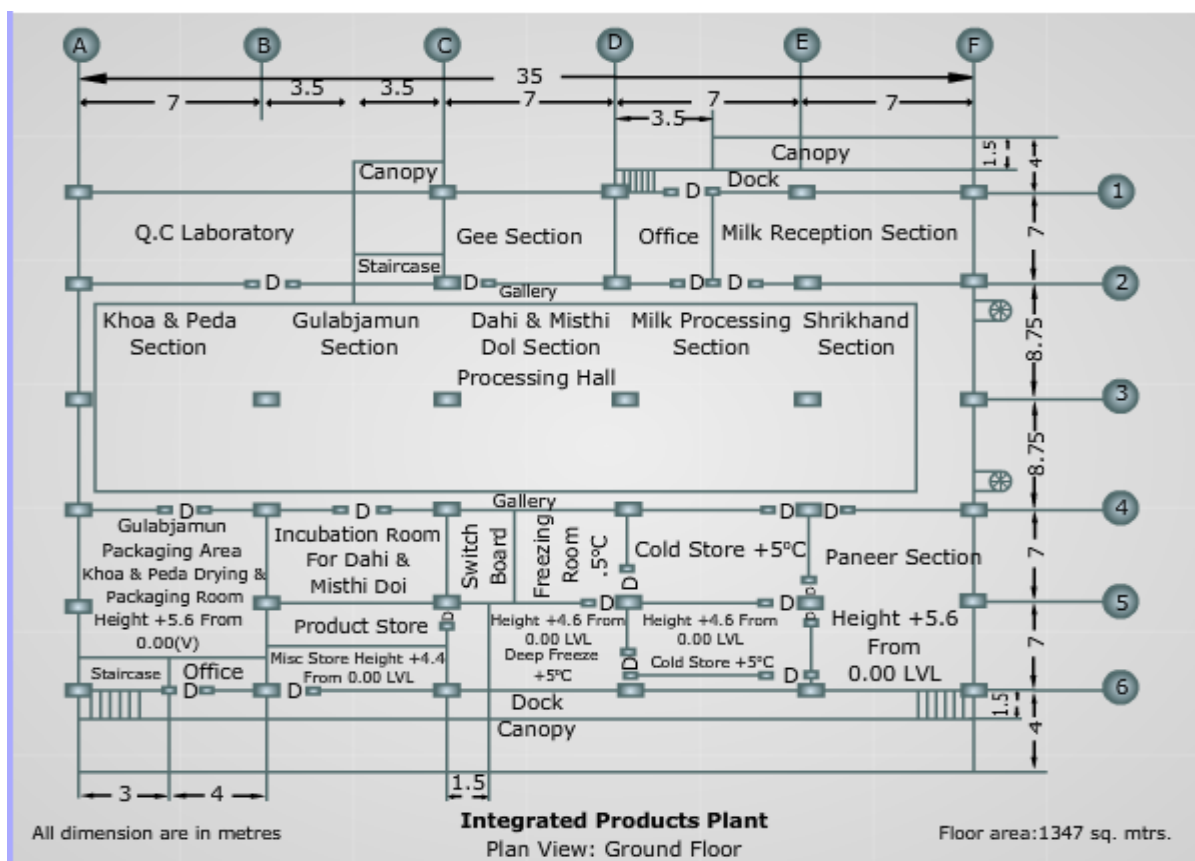 A B C D E F
35
7 3.5 3.5 7 7 7
3.5
Canopy
1.5
4
Canopy
Dock
D
1
Q.C Laboratory
Gee Section
Office
Milk Reception Section
7
Staircase
D
D
D D
2
Gallery
Khoa & Peda
Section
Gulabjamun
Section
Dahi & Misthi
Dol Section
Milk Processing
Section
Shrikhand
Section
8.75
Processing Hall
3
8.75
Gallery
D
D
D D
4
Gulabjamun
Packaging Area
Khoa & Peda Drying &
Packaging Room
Height +5.6 From
0.00(V)
Incubation Room
For Dahi &
Misthi Doi
Switch
Board
Freezing
Room
.5°C
D
Cold Store +5°C
D
Paneer Section
7
D
D
5
Product Store
D
Height +4.6 From
0.00 LVL
Deep Freeze
+5°C
D
Height +4.6 From
0.00 LVL
Cold Store +5°C
D
Height +5.6
From
0.00 LVL
7
Misc Store Height +4.4
From 0.00 LVL
Staircase
Office
D
D
D
6
Dock
1.5
4
Canopy
3 4 1.5
All dimension are in metres
Integrated Products Plant
Plan View: Ground Floor
Floor area:1347 sq. mtrs.